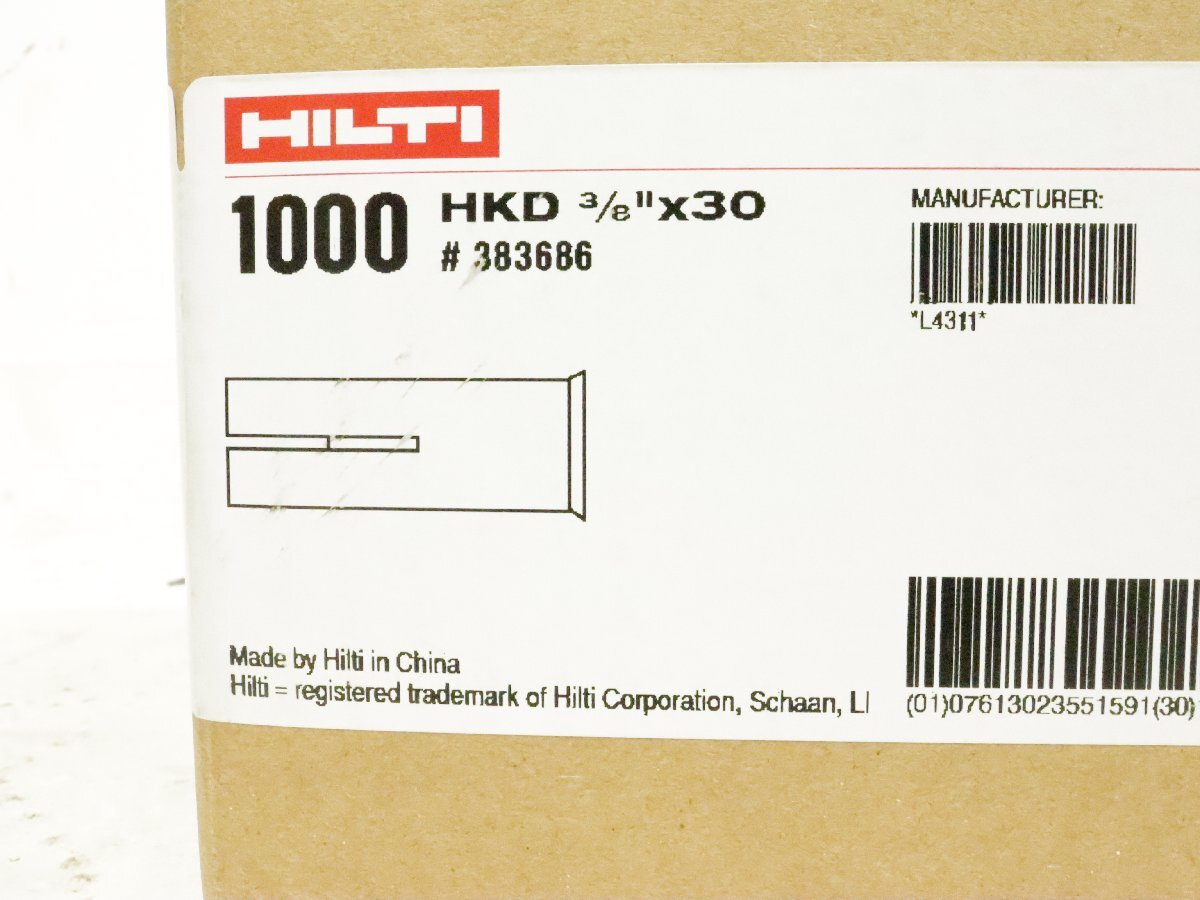 HILTI
1000 HKD 3/8"x30
# 383686
MANUFACTURER:
*L4311*
Made by Hilti in China
Hilti = registered trademark of Hilti Corporation, Schaan, LI
(01)07613023551591(30)